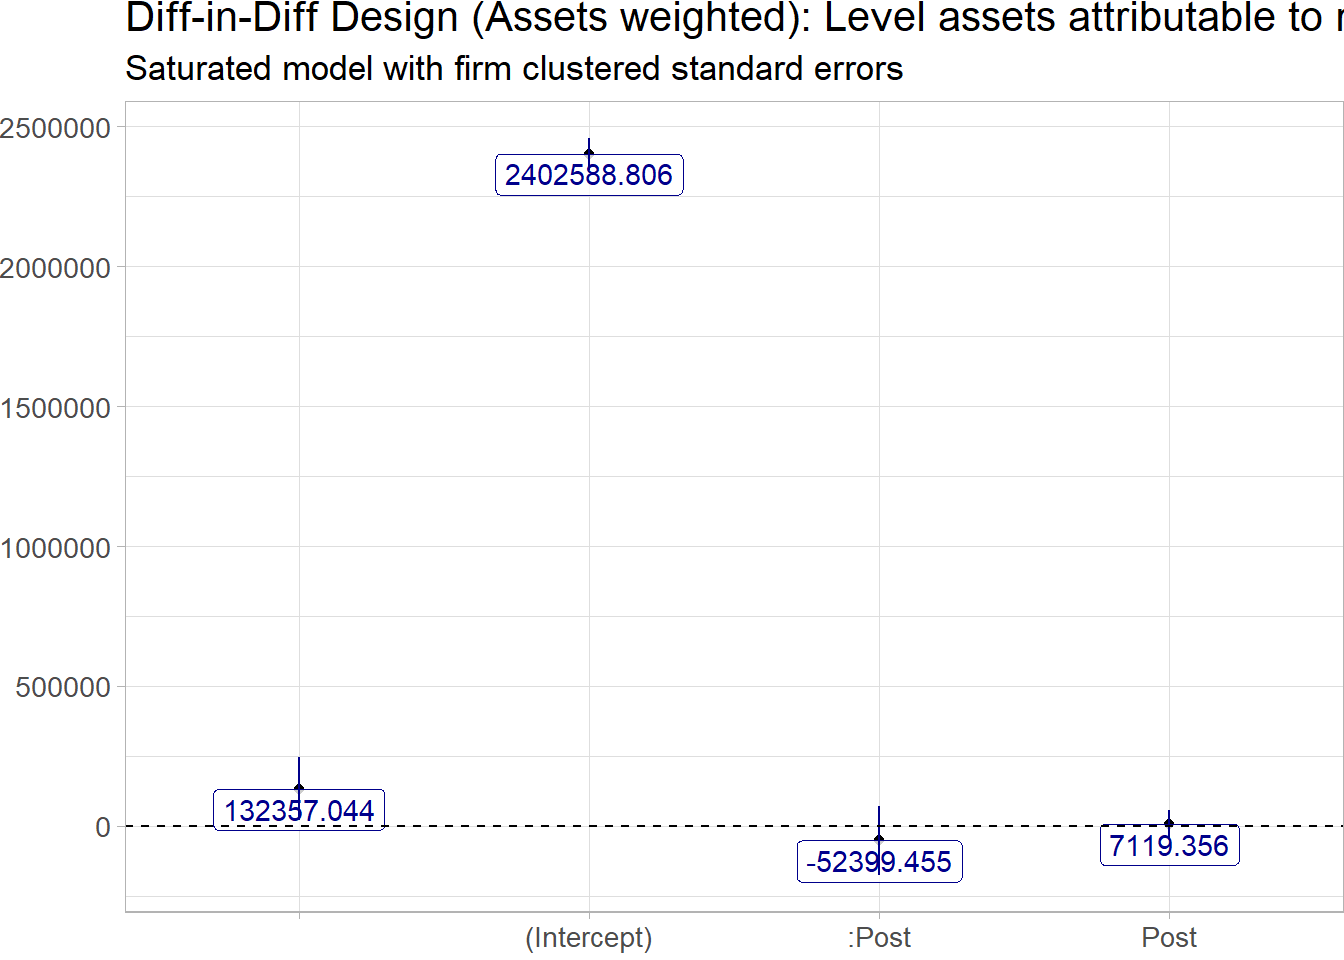 Diff-in-Diff Design (Assets weighted): Level assets attributable to
Saturated model with firm clustered standard errors
2500000
2402588.806
2000000
1500000
1000000
500000
132357.044
0
-52399.455
7119.356
(Intercept)
:Post
Post